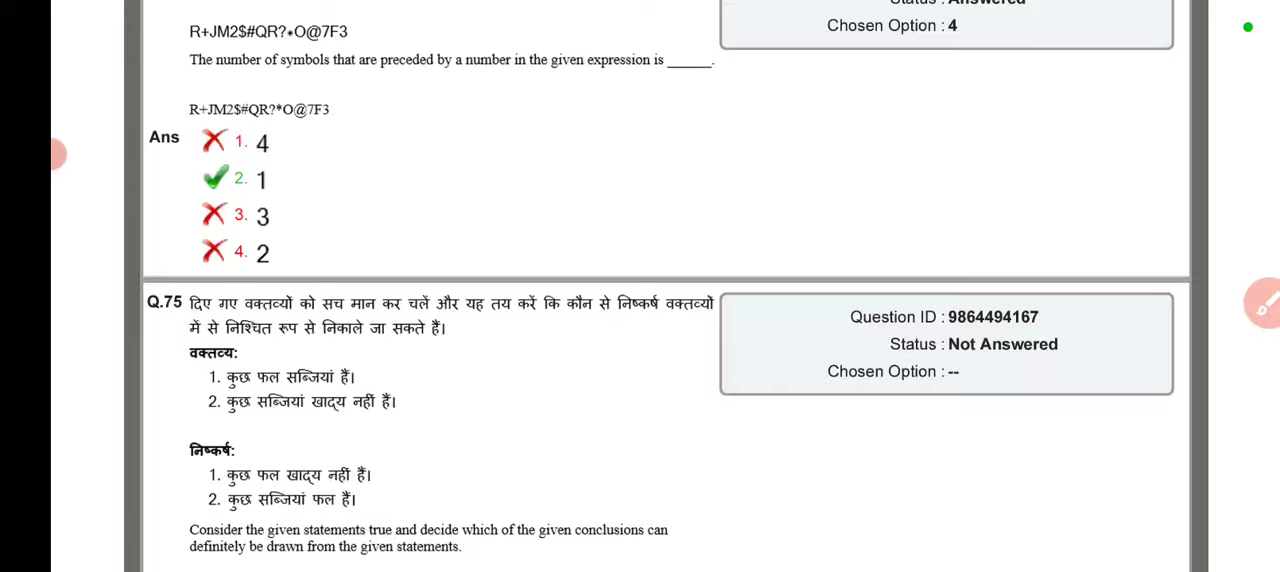 Status : Answered
R+JM2$#QR?*O@7F3
Chosen Option : 4
The number of symbols that are preceded by a number in the given expression is ______.
R+JM2$#QR?*O@7F3
Ans
1. 4
2. 1
3. 3
4. 2
Q.75 दिए गए वक्तव्यों को सच मान कर चलें और यह तय करें कि कौन से निष्कर्ष वक्तव्यों
में से निश्चित रूप से निकाले जा सकते हैं।
वक्तव्य:
1. कुछ फल सब्जियां हैं।
2. कुछ सब्जियां खाद्य नहीं हैं।
निष्कर्ष:
1. कुछ फल खाद्य नहीं हैं।
2. कुछ सब्जियां फल हैं।
Consider the given statements true and decide which of the given conclusions can
definitely be drawn from the given statements.
Question ID : 9864494167
Status : Not Answered
Chosen Option : --